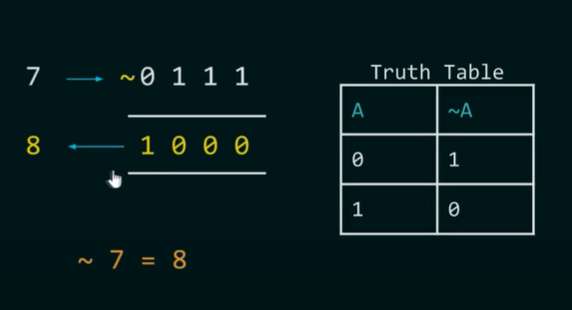 7 → ~0 1 1 1
8 ← 1 0 0 0
~ 7 = 8
Truth Table
A ~A
0 1
1 0